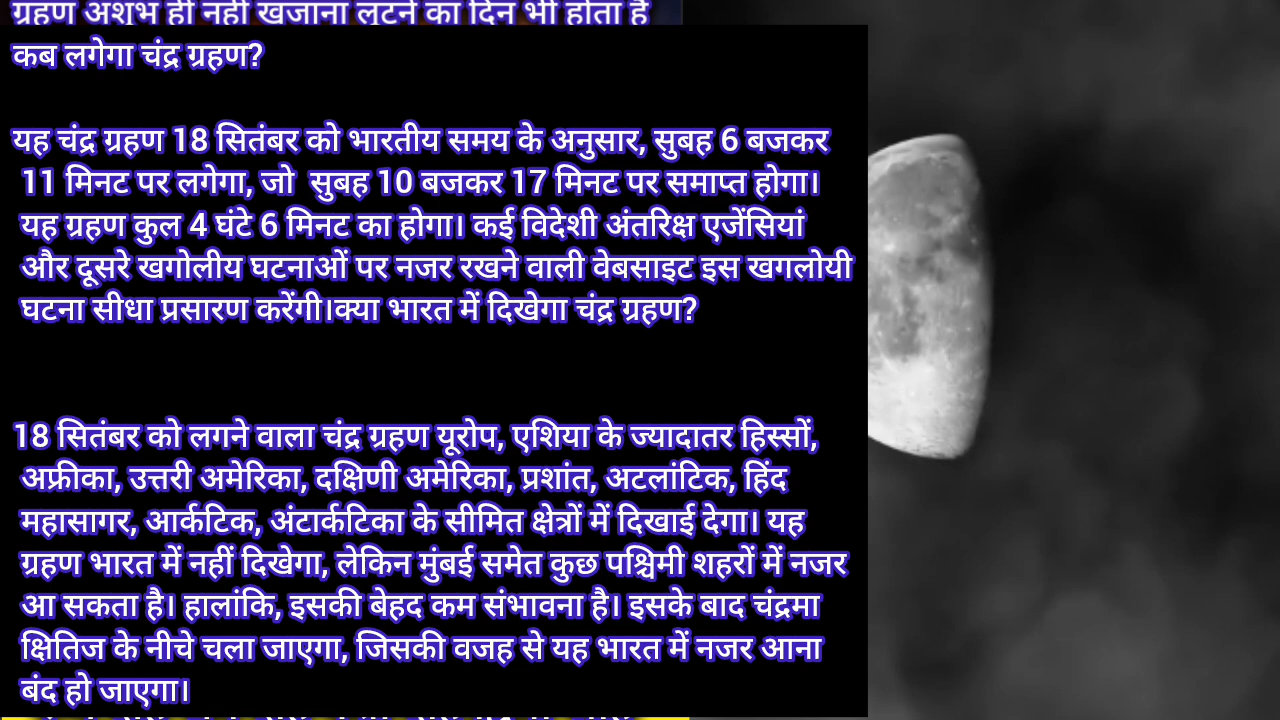 ग्रहण अशुभ ही नहीं खजाना लूटने का दिन भी होता है
कब लगेगा चंद्र ग्रहण?
यह चंद्र ग्रहण 18 सितंबर को भारतीय समय के अनुसार, सुबह 6 बजकर
11 मिनट पर लगेगा, जो सुबह 10 बजकर 17 मिनट पर समाप्त होगा।
यह ग्रहण कुल 4 घंटे 6 मिनट का होगा। कई विदेशी अंतरिक्ष एजेंसियां
और दूसरे खगोलीय घटनाओं पर नजर रखने वाली वेबसाइट इस खगलोयी
घटना सीधा प्रसारण करेंगी।क्या भारत में दिखेगा चंद्र ग्रहण?
18 सितंबर को लगने वाला चंद्र ग्रहण यूरोप, एशिया के ज्यादातर हिस्सों,
अफ्रीका, उत्तरी अमेरिका, दक्षिणी अमेरिका, प्रशांत, अटलांटिक, हिंद
महासागर, आर्कटिक, अंटार्कटिका के सीमित क्षेत्रों में दिखाई देगा। यह
ग्रहण भारत में नहीं दिखेगा, लेकिन मुंबई समेत कुछ पश्चिमी शहरों में नजर
आ सकता है। हालांकि, इसकी बेहद कम संभावना है। इसके बाद चंद्रमा
क्षितिज के नीचे चला जाएगा, जिसकी वजह से यह भारत में नजर आना
बंद हो जाएगा।